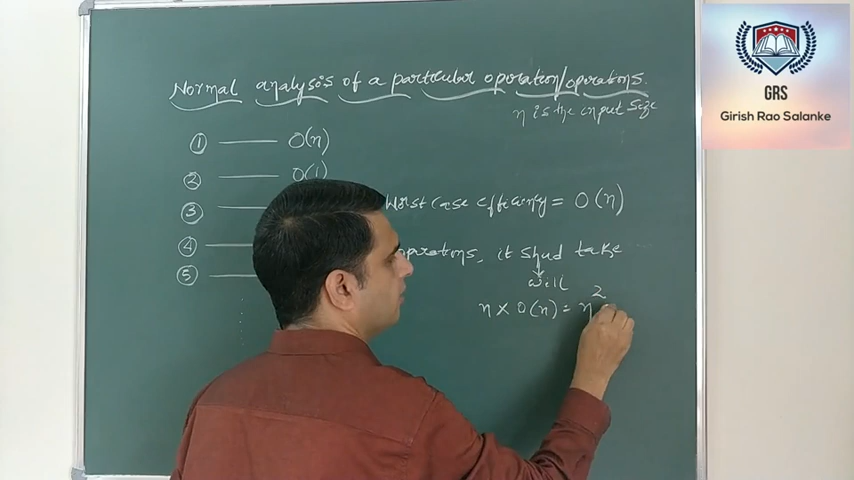 GRS
Girish Rao Salanke
Normal analysis of a particular operation/operations.
n is the input size
1 — O(n)
2 — O(1)
3 — Worst case efficiency = O(n)
4 — operations, it shud take
will
5 —
n × O(n) = n²